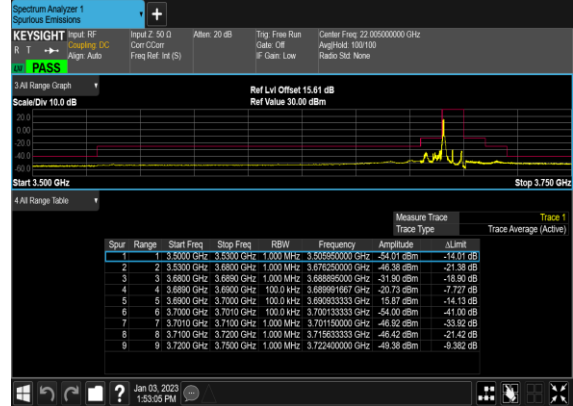 Spectrum Analyzer 1
Spurious Emissions
+
KEYSIGHT Input: RF Input Z: 50 Ω Atten: 20 dB Trig: Free Run Center Freq: 22.005000000 GHz
R T Coupling: DC Corr CCorr Gate: Off Avg|Hold: 100/100
Align: Auto Freq Ref: Int (S) IF Gain: Low Radio Std: None
PASS
3 All Range Graph
Ref Lvl Offset 15.61 dB
Scale/Div 10.0 dB Ref Value 30.00 dBm
20.0
0.00
-20.0
-40.0
-60.0
Start 3.500 GHz Stop 3.750 GHz
4 All Range Table
Measure Trace Trace 1
Trace Type Trace Average (Active)
Spur Range Start Freq Stop Freq RBW Frequency Amplitude ΔLimit
1 1 3.5000 GHz 3.5300 GHz 1.000 MHz 3.505950000 GHz -54.01 dBm -14.01 dB
2 2 3.5300 GHz 3.6800 GHz 1.000 MHz 3.676250000 GHz -46.38 dBm -21.38 dB
3 3 3.6800 GHz 3.6890 GHz 1.000 MHz 3.688895000 GHz -31.90 dBm -18.90 dB
4 4 3.6890 GHz 3.6900 GHz 100.0 kHz 3.689991667 GHz -20.73 dBm -7.727 dB
5 5 3.6900 GHz 3.7000 GHz 100.0 kHz 3.690933333 GHz 15.87 dBm -14.13 dB
6 6 3.7000 GHz 3.7010 GHz 100.0 kHz 3.700133333 GHz -54.00 dBm -41.00 dB
7 7 3.7010 GHz 3.7100 GHz 1.000 MHz 3.701150000 GHz -46.92 dBm -33.92 dB
8 8 3.7100 GHz 3.7200 GHz 1.000 MHz 3.715633333 GHz -46.42 dBm -21.42 dB
9 9 3.7200 GHz 3.7500 GHz 1.000 MHz 3.722400000 GHz -49.38 dBm -9.382 dB
? Jan 03, 2023
1:53:05 PM